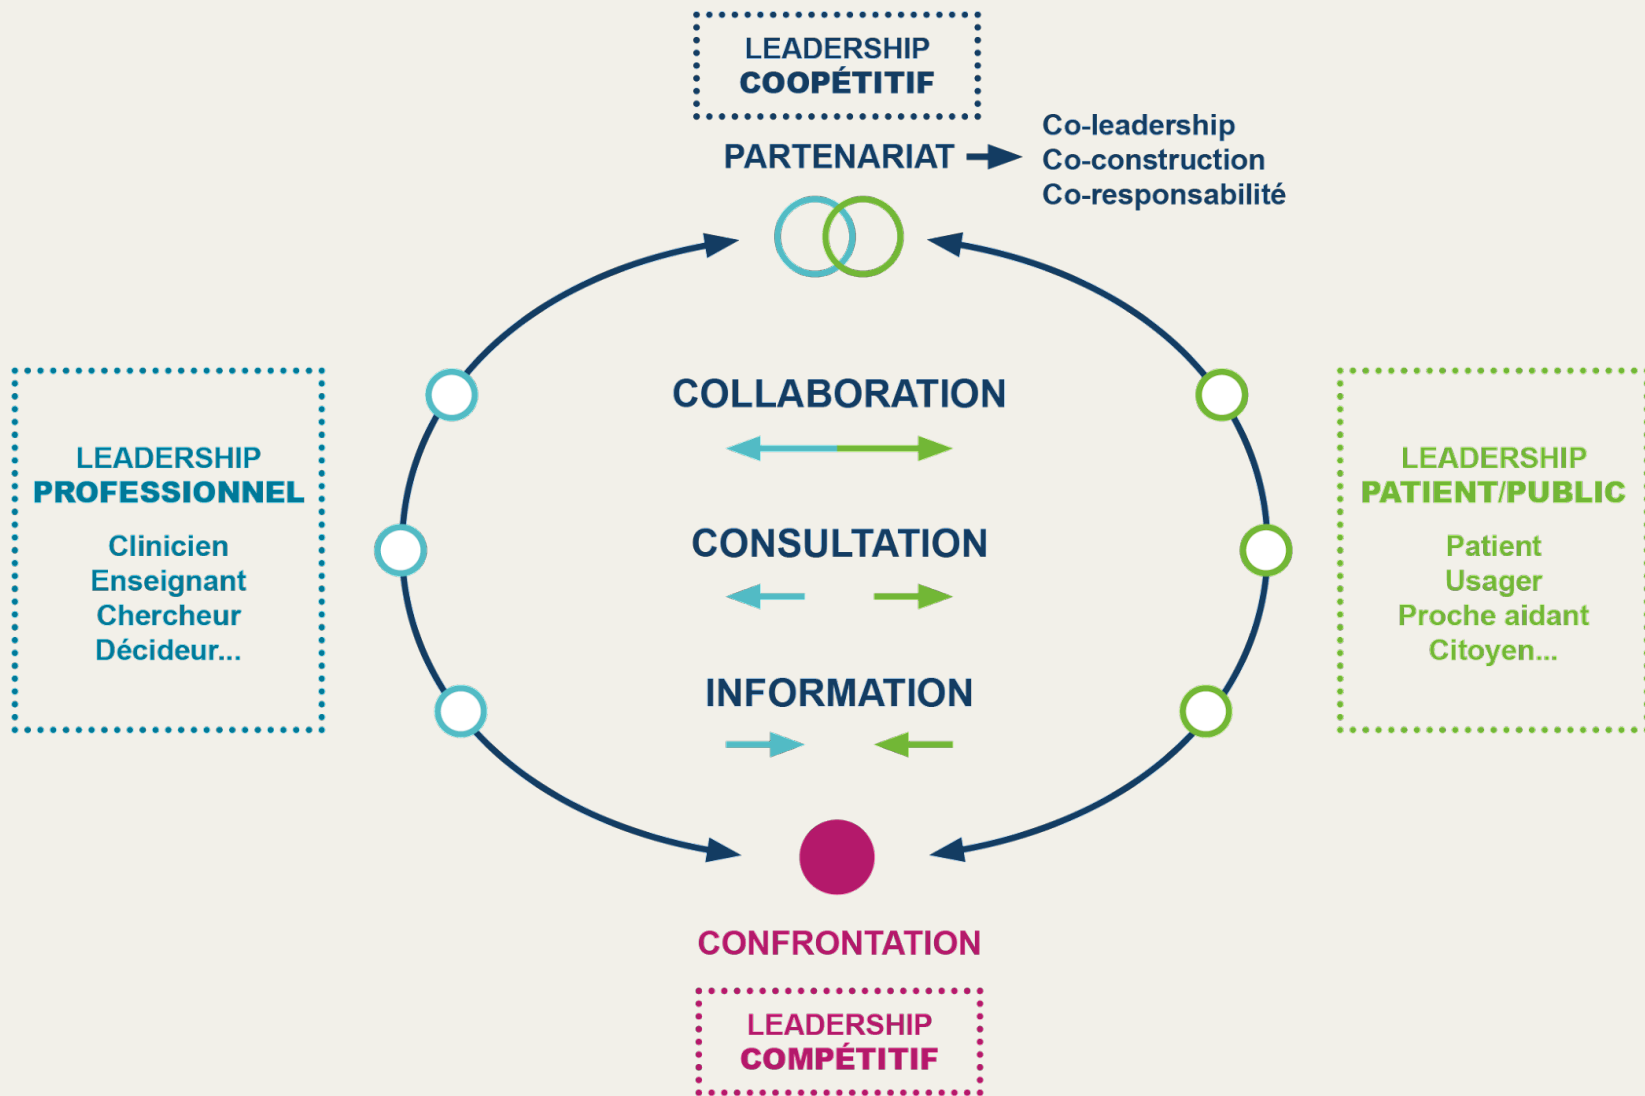 LEADERSHIP
COOPÉTITIF
PARTENARIAT
Co-leadership
Co-construction
Co-responsabilité
COLLABORATION
LEADERSHIP
PROFESSIONNEL
Clinicien
Enseignant
Chercheur
Décideur...
CONSULTATION
INFORMATION
LEADERSHIP
PATIENT/PUBLIC
Patient
Usager
Proche aidant
Citoyen...
CONFRONTATION
LEADERSHIP
COMPÉTITIF